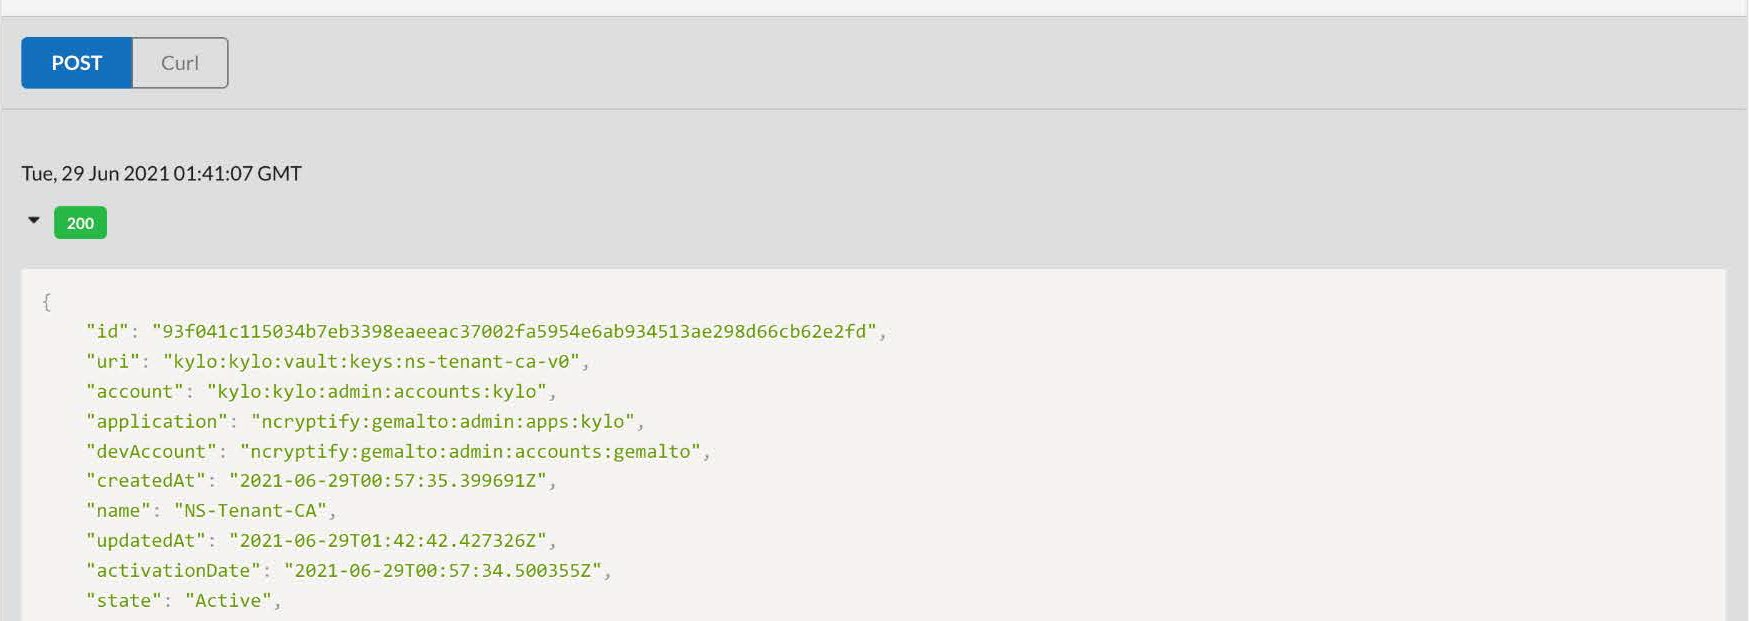 POST Curl
Tue, 29 Jun 2021 01:41:07 GMT
200
{
"id": "93f041c115034b7eb3398eaeeac37002fa5954e6ab934513ae298d66cb62e2fd",
"uri": "kylo:kylo:vault:keys:ns-tenant-ca-v0",
"account": "kylo:kylo:admin:accounts:kylo",
"application": "ncryptify:gemalto:admin:apps:kylo",
"devAccount": "ncryptify:gemalto:admin:accounts:gemalto",
"createdAt": "2021-06-29T00:57:35.399691Z",
"name": "NS-Tenant-CA",
"updatedAt": "2021-06-29T01:42:42.427326Z",
"activationDate": "2021-06-29T00:57:34.500355Z",
"state": "Active",